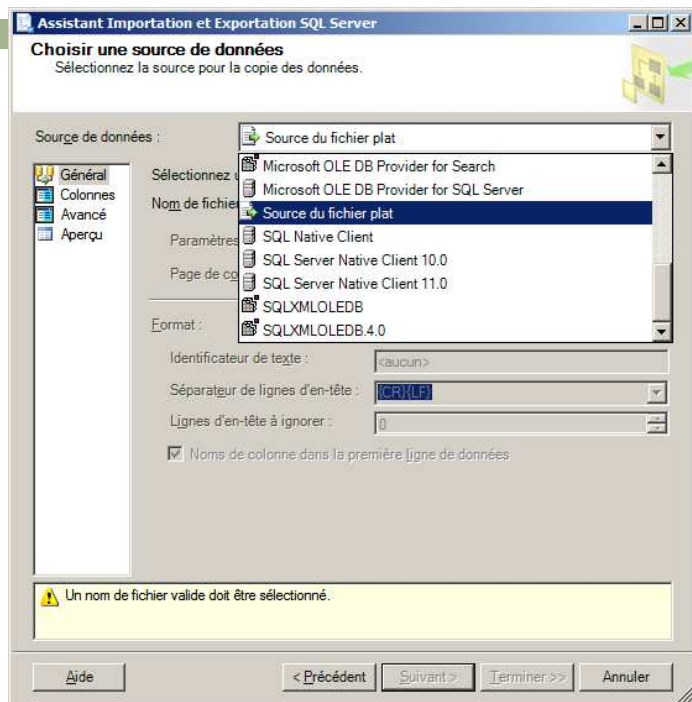 Assistant Importation et Exportation SQL Server
Choisir une source de données
Sélectionnez la source pour la copie des données.
Source de données :
Source du fichier plat
Général
Colonnes
Avancé
Aperçu
Sélectionnez
Nom de fichie
Paramètres
Page de co
Microsoft OLE DB Provider for Search
Microsoft OLE DB Provider for SQL Server
Source du fichier plat
SQL Native Client
SQL Server Native Client 10.0
SQL Server Native Client 11.0
SQLXMLOLEDB
SQLXMLOLEDB.4.0
Format :
Identificateur de texte :
<aucun>
Séparateur de lignes d'en-tête :
{CR}{LF}
Lignes d'en-tête à ignorer :
0
Noms de colonne dans la première ligne de données
Un nom de fichier valide doit être sélectionné.
Aide
< Précédent
Suivant >
Terminer >>
Annuler